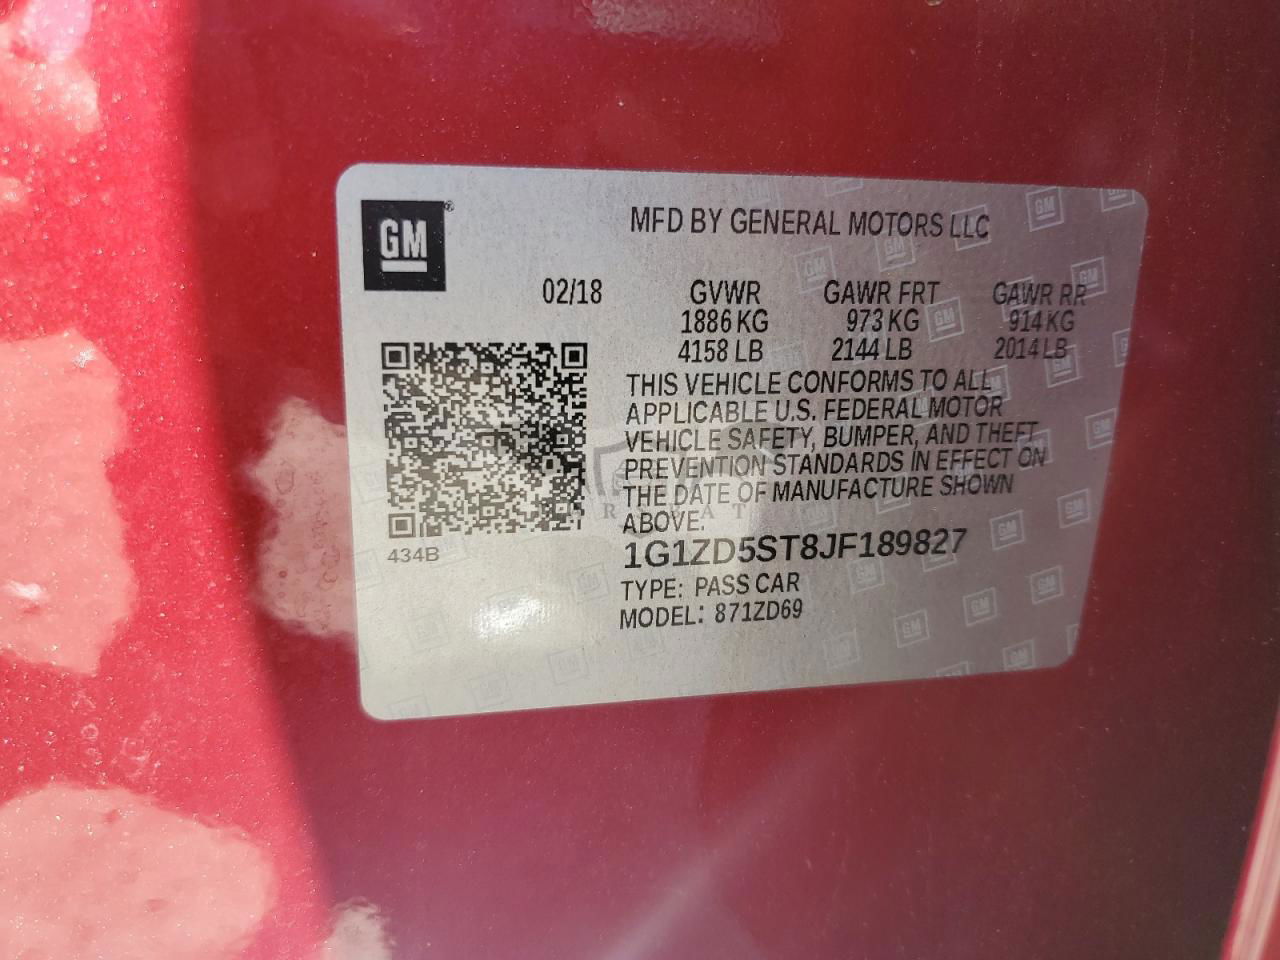 GM
MFD BY GENERAL MOTORS LLC
02/18 GVWR GAWR FRT GAWR RR
1886 KG 973 KG 914 KG
4158 LB 2144 LB 2014 LB
THIS VEHICLE CONFORMS TO ALL
APPLICABLE U.S. FEDERAL MOTOR
VEHICLE SAFETY, BUMPER, AND THEFT
PREVENTION STANDARDS IN EFFECT ON
THE DATE OF MANUFACTURE SHOWN
ABOVE.
434B
1G1ZD5ST8JF189827
TYPE: PASS CAR
MODEL: 871ZD69